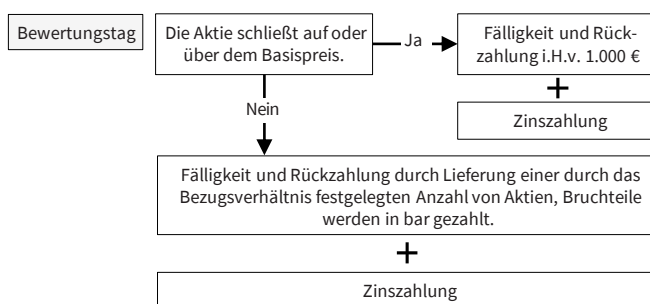 Bewertungstag
Die Aktie schließt auf oder
über dem Basispreis.
Ja
Fälligkeit und Rück-
zahlung i.H.v. 1.000 €
+
Zinszahlung
Nein
Fälligkeit und Rückzahlung durch Lieferung einer durch das
Bezugsverhältnis festgelegten Anzahl von Aktien, Bruchteile
werden in bar gezahlt.
+
Zinszahlung